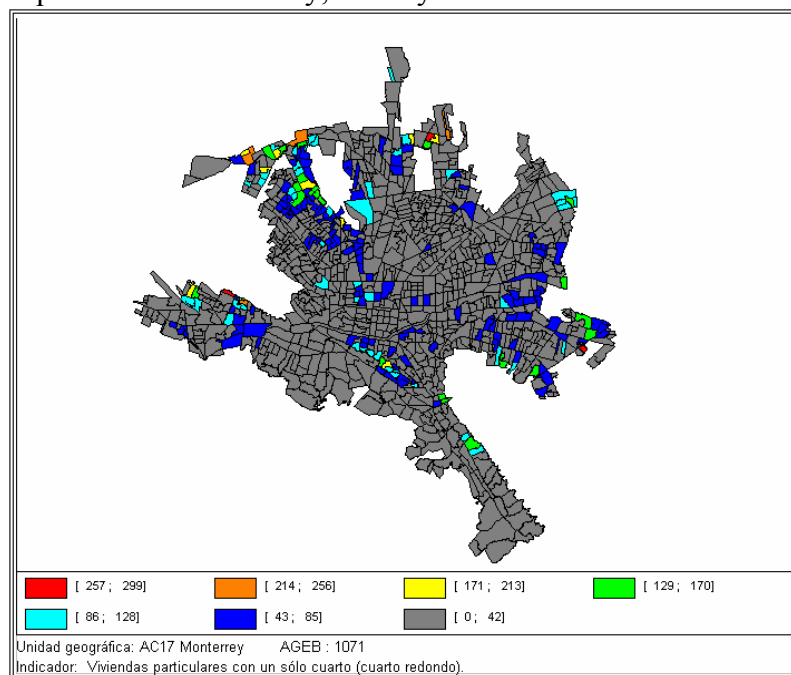 [ 257 ; 299] [ 214 ; 256] [ 171 ; 213] [ 129 ; 170]
[ 86 ; 128] [ 43 ; 85] [ 0 ; 42]
Unidad geográfica: AC17 Monterrey AGEB : 1071
Indicador: Viviendas particulares con un sólo cuarto (cuarto redondo).